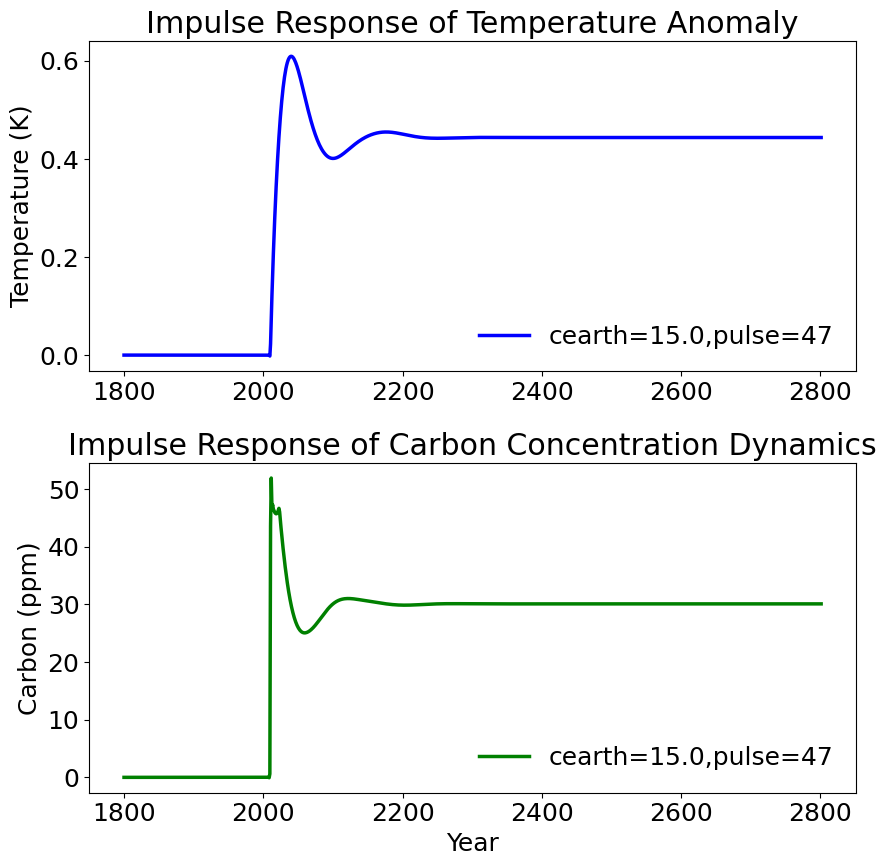 Impulse Response of Temperature Anomaly
Temperature (K)
0.6
0.4
0.2
0.0
cearth=15.0,pulse=47
1800 2000 2200 2400 2600 2800
Impulse Response of Carbon Concentration Dynamics
Carbon (ppm)
50
40
30
20
10
0
cearth=15.0,pulse=47
1800 2000 2200 2400 2600 2800
Year